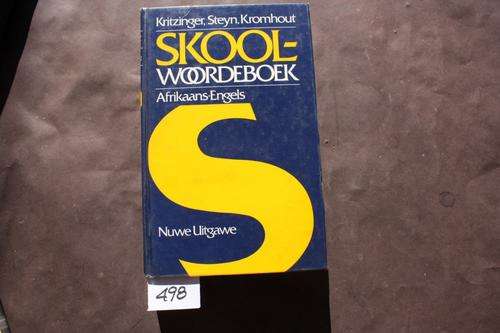 Kritzinger, Steyn, Kromhout
SKOOL-
WOORDEBOEK
Afrikaans-Engels
S
Nuwe Uitgawe
498